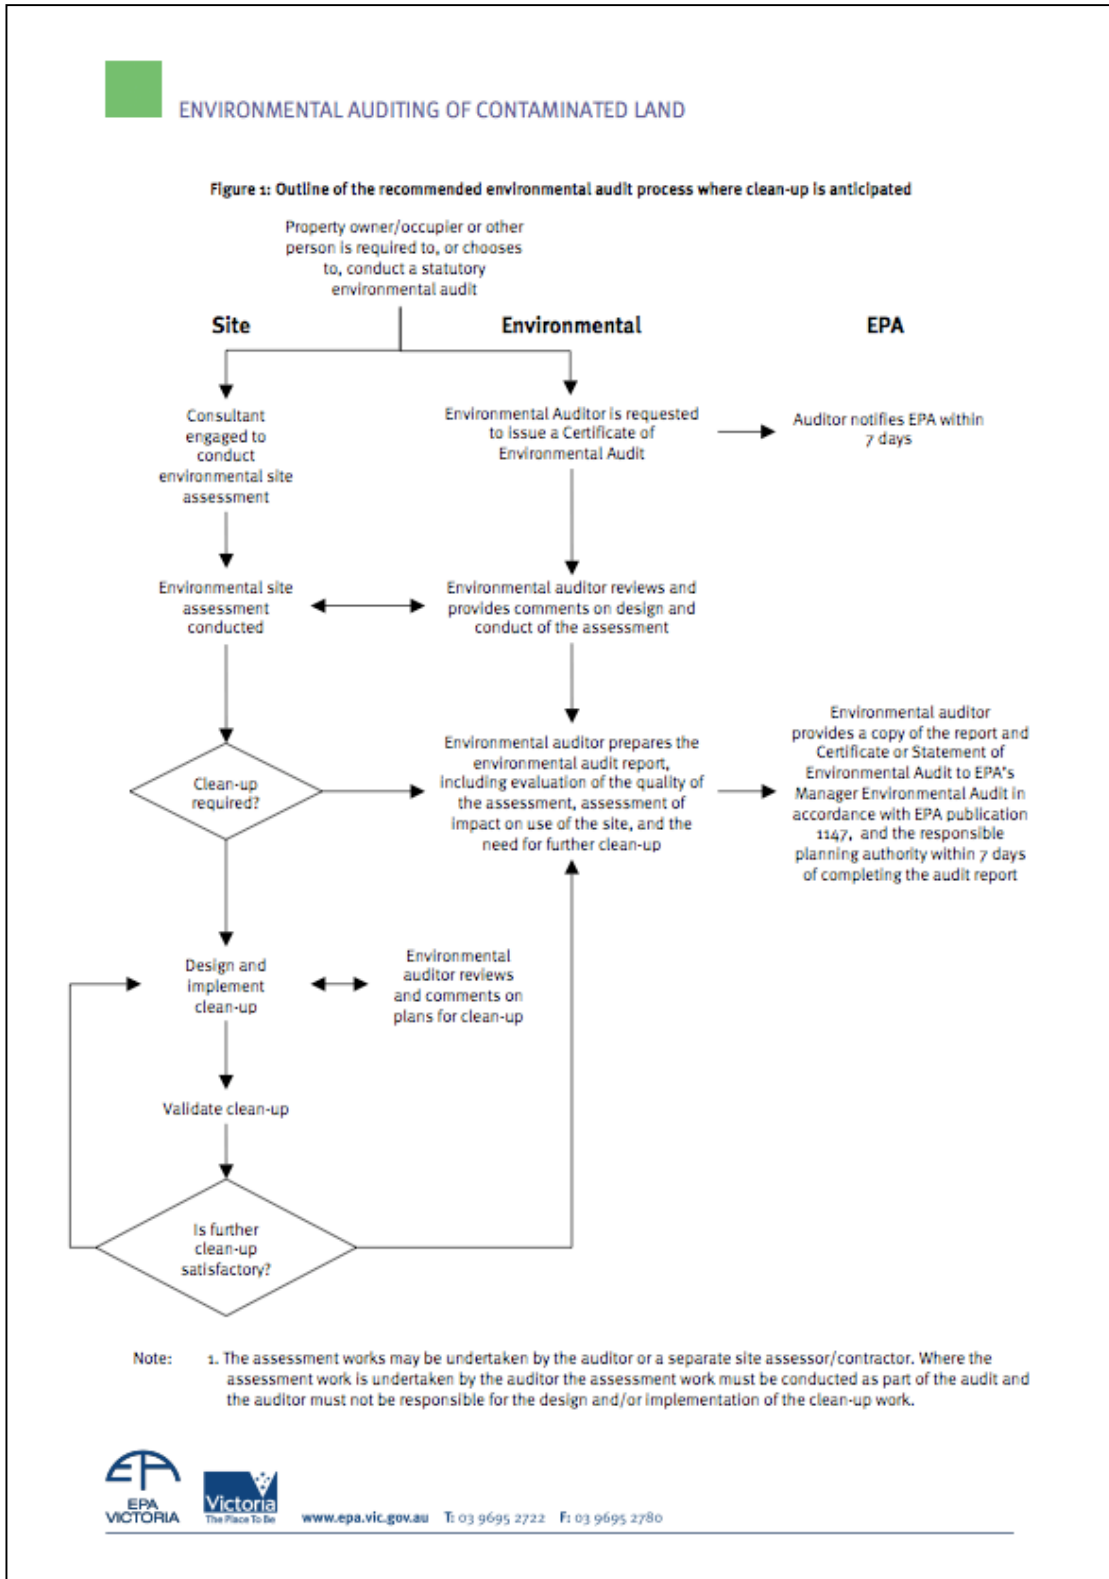 ENVIRONMENTAL AUDITING OF CONTAMINATED LAND
Figure 1: Outline of the recommended environmental audit process where clean-up is anticipated
Property owner/occupier or other
person is required to, or chooses
to, conduct a statutory
environmental audit
Site
Environmental
EPA
Consultant
engaged to
conduct
environmental site
assessment
Environmental Auditor is requested
to issue a Certificate of
Environmental Audit
Auditor notifies EPA within
7 days
Environmental site
assessment
conducted
Environmental auditor reviews and
provides comments on design and
conduct of the assessment
Clean-up
required?
Environmental auditor prepares the
environmental audit report,
including evaluation of the quality of
the assessment, assessment of
impact on use of the site, and the
need for further clean-up
Environmental auditor
provides a copy of the report and
Certificate or Statement of
Environmental Audit to EPA's
Manager Environmental Audit in
accordance with EPA publication
1147, and the responsible
planning authority within 7 days
of completing the audit report
Design and
implement
clean-up
Environmental
auditor reviews
and comments on
plans for clean-up
Validate clean-up
Is further
clean-up
satisfactory?
Note: 1. The assessment works may be undertaken by the auditor or a separate site assessor/contractor. Where the
assessment work is undertaken by the auditor the assessment work must be conducted as part of the audit and
the auditor must not be responsible for the design and/or implementation of the clean-up work.
EPA
VICTORIA
Victoria
The Place To Be
www.epa.vic.gov.au T: 03 9695 2722 F: 03 9695 2780